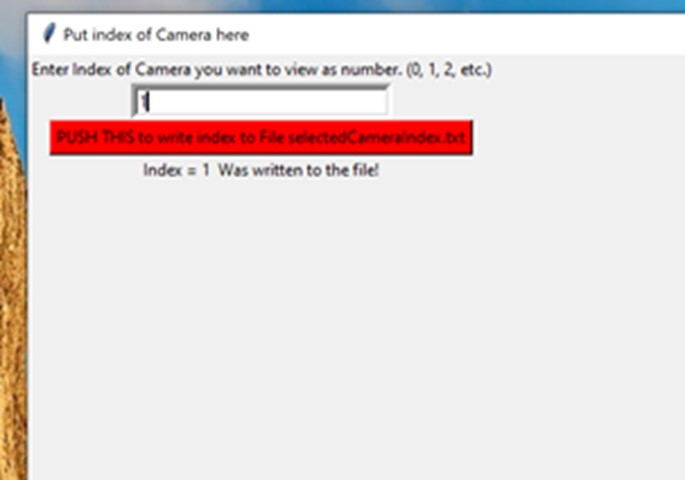 Put index of Camera here
Enter Index of Camera you want to view as number. (0, 1, 2, etc.)
1
PUSH THIS to write index to File selectedCameraIndex.txt
Index = 1 Was written to the file!